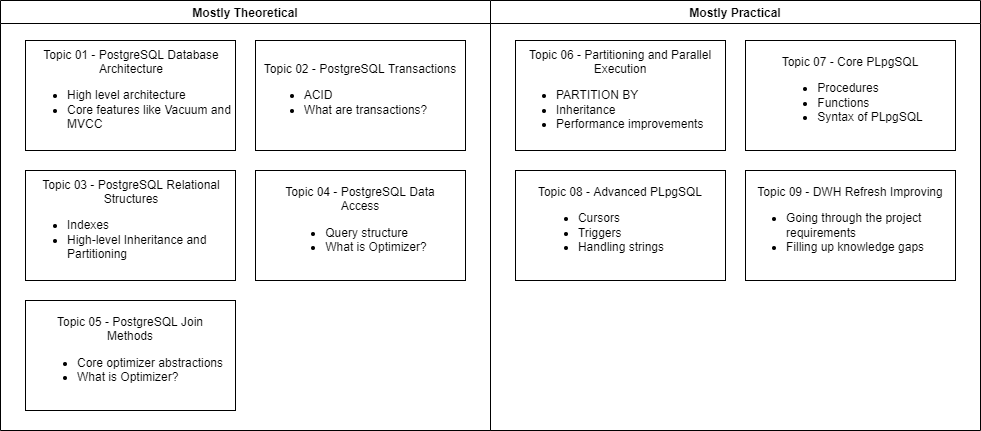 Mostly Theoretical
Topic 01 - PostgreSQL Database
Architecture
High level architecture
Core features like Vacuum and
MVCC
Topic 02 - PostgreSQL Transactions
ACID
What are transactions?
Topic 03 - PostgreSQL Relational
Structures
Indexes
High-level Inheritance and
Partitioning
Topic 04 - PostgreSQL Data
Access
Query structure
What is Optimizer?
Topic 05 - PostgreSQL Join
Methods
Core optimizer abstractions
What is Optimizer?
Mostly Practical
Topic 06 - Partitioning and Parallel
Execution
PARTITION BY
Inheritance
Performance improvements
Topic 07 - Core PLpgSQL
Procedures
Functions
Syntax of PLpgSQL
Topic 08 - Advanced PLpgSQL
Cursors
Triggers
Handling strings
Topic 09 - DWH Refresh Improving
Going through the project
requirements
Filling up knowledge gaps